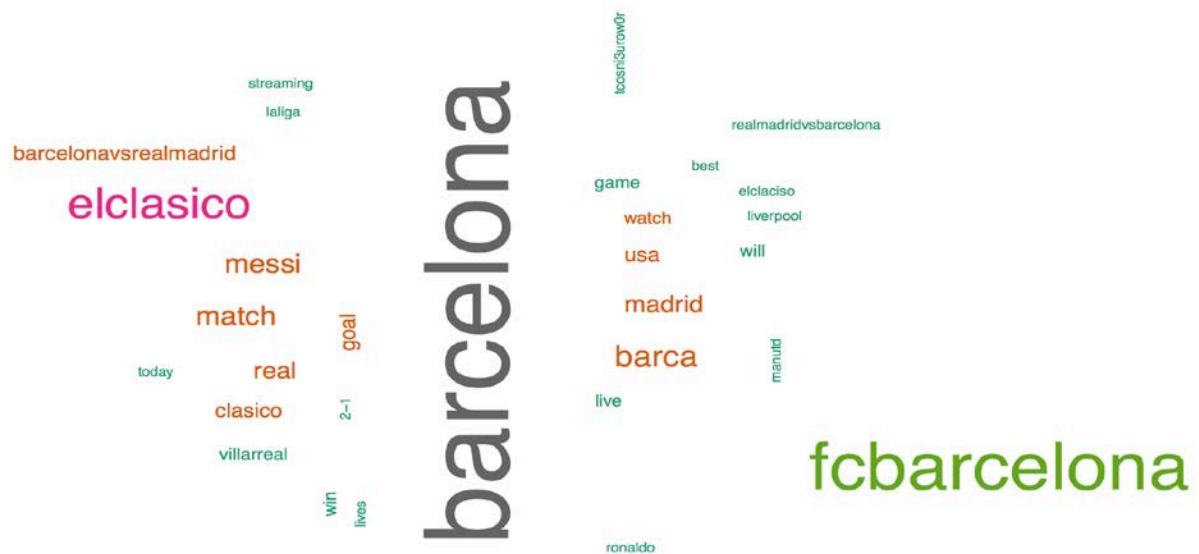 streaming
laliga
barcelonavsrealmadrid
elclasico
messi
match
goal
today
real
clasico
2-1
villarreal
win
lives
barcelona
tcosni3urow0r
realmadridvsbarcelona
best
game
elclaciso
watch
liverpool
usa
will
madrid
barca
manutd
live
fcbarcelona
ronaldo